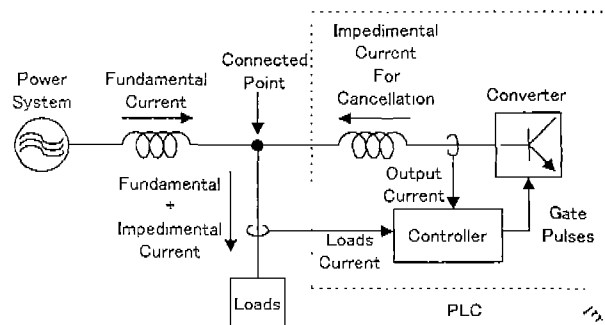 Power
System
Fundamental
Current
Connected
Point
Impedimental
Current
For
Cancellation
Converter
Fundamental
+
Impedimental
Current
Output
Current
Loads
Current
Controller
Gate
Pulses
Loads
PLC